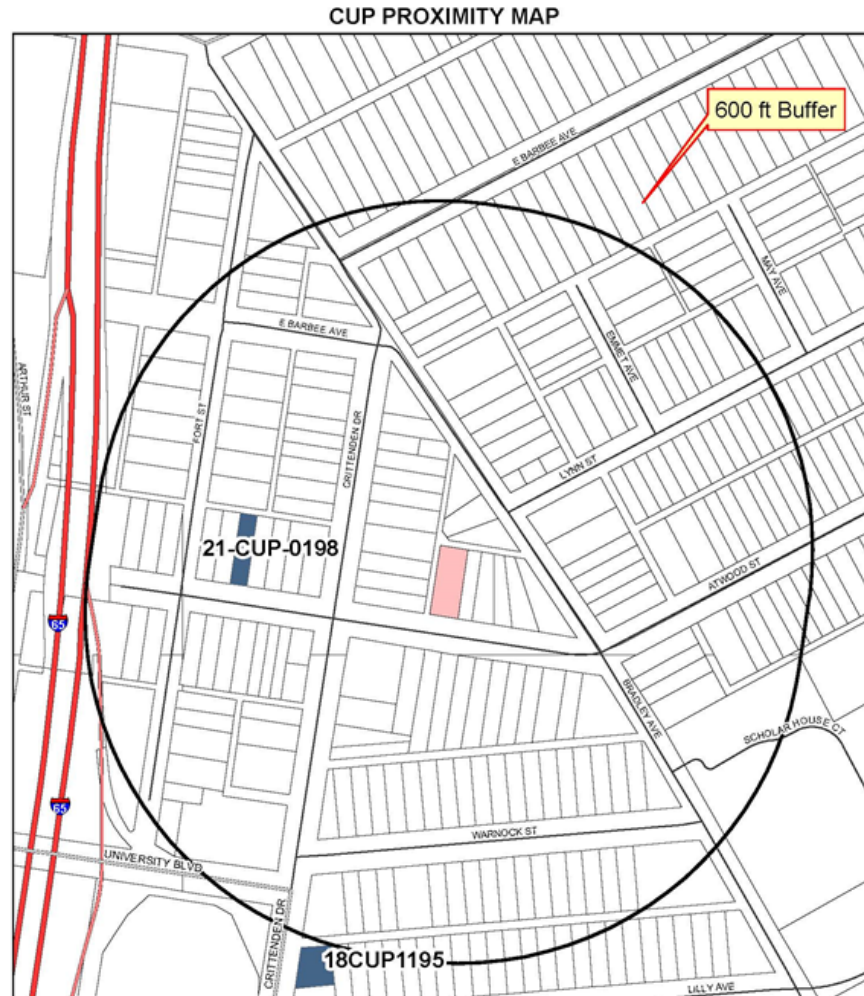 CUP PROXIMITY MAP
600 ft Buffer
E BARBEE AVE
MAY AVE
EMMET AVE
E BARBEE AVE
ARTHUR ST
FORT ST
CRITTENDEN DR
LYNN ST
21-CUP-0198
ATWOOD ST
65
BRADLEY AVE
SCHOLAR HOUSE CT
65
WARNOCK ST
UNIVERSITY BLVD
CRITTENDEN DR
18CUP1195
LILLY AVE